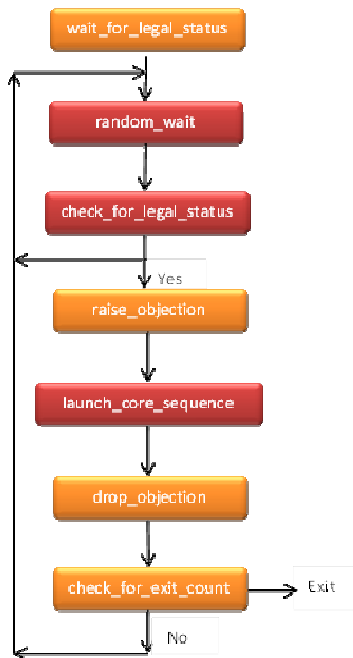 wait_for_legal_status
random_wait
check_for_legal_status
Yes
raise_objection
launch_core_sequence
drop_objection
check_for_exit_count
Exit
No